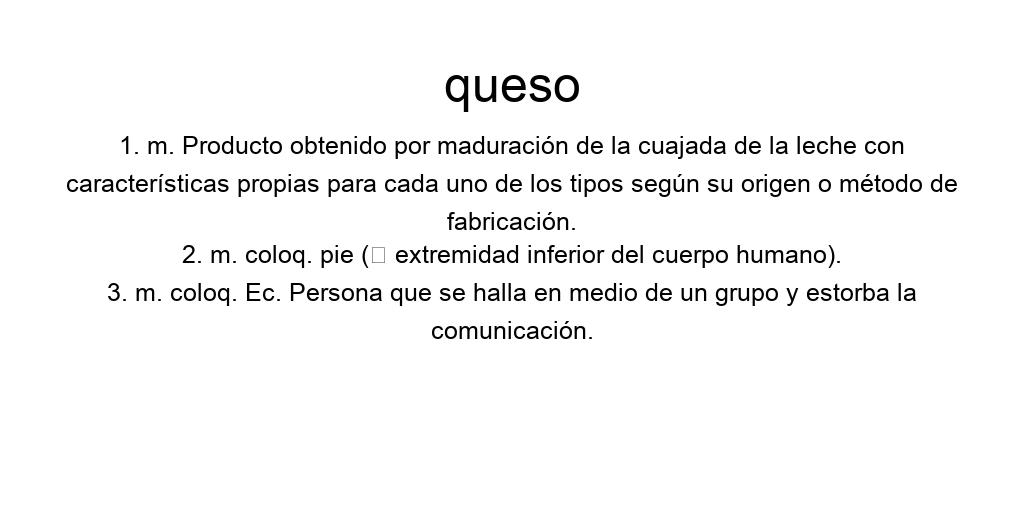 queso
1. m. Producto obtenido por maduración de la cuajada de la leche con
características propias para cada uno de los tipos según su origen o método de
fabricación.
2. m. coloq. pie (□ extremidad inferior del cuerpo humano).
3. m. coloq. Ec. Persona que se halla en medio de un grupo y estorba la
comunicación.